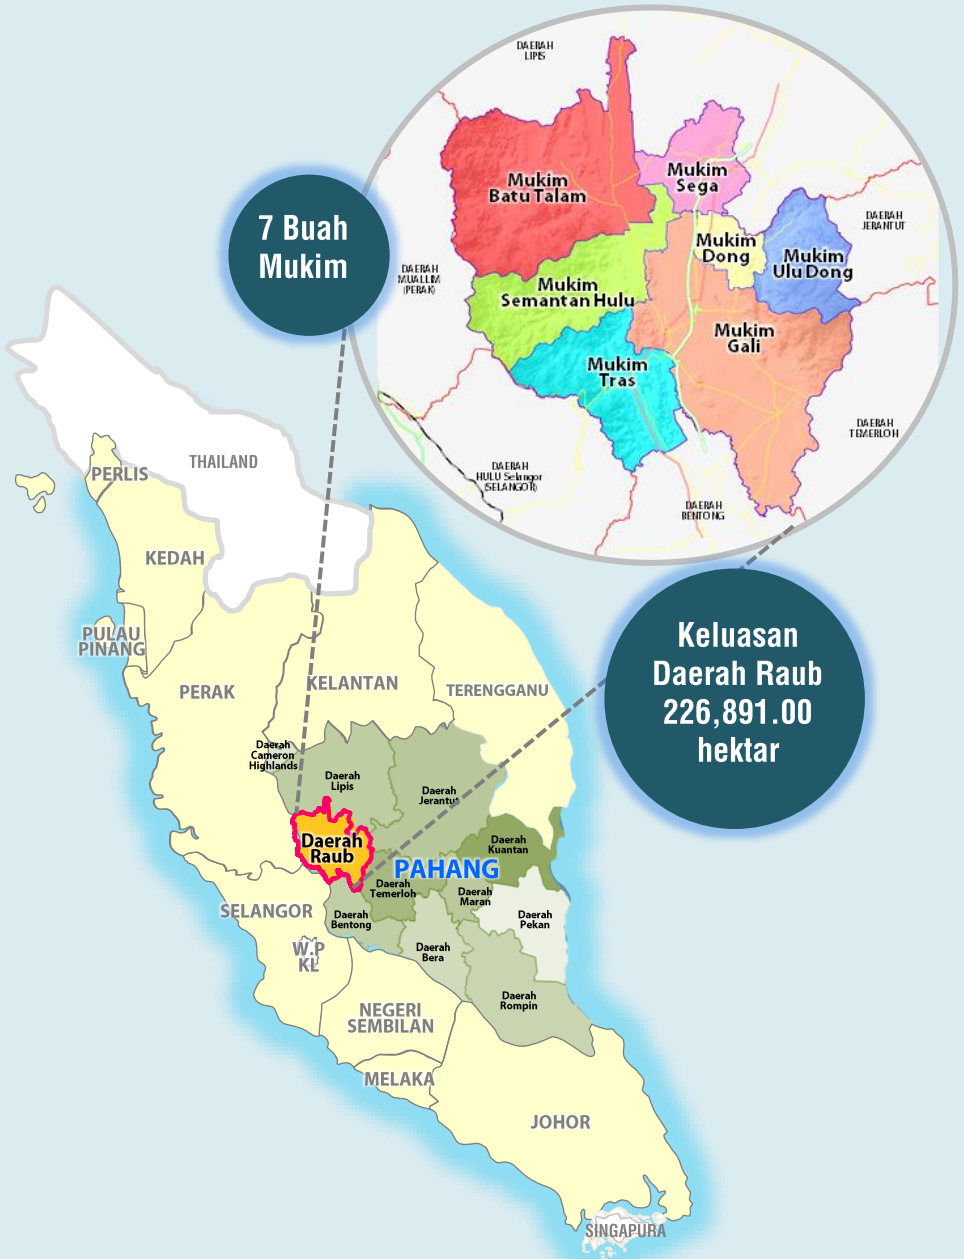 DAERAH
LIPIS
Mukim
Batu Talam
Mukim
Sega
7 Buah
Mukim
DAERAH
JERANTUT
Mukim
Dong
Mukim
Ulu Dong
DAERAH
MUALLIM
(PERAK)
Mukim
Semantan Hulu
Mukim
Gali
Mukim
Tras
DAERAH
TEMERLOH
DAERAH
HULU Selangor
(SELANGOR)
DAERAH
BENTONG
THAILAND
PERLIS
KEDAH
PULAU
PINANG
PERAK
KELANTAN
TERENGGANU
Keluasan
Daerah Raub
226,891.00
hektar
Daerah
Cameron
Highlands
Daerah
Lipis
Daerah
Jerantut
Daerah
Raub
Daerah
Kuantan
PAHANG
Daerah
Temerloh
Daerah
Maran
Daerah
Pekan
Daerah
Bentong
Daerah
Bera
Daerah
Rompin
SELANGOR
W.P
KL
NEGERI
SEMBILAN
MELAKA
JOHOR
SINGAPURA